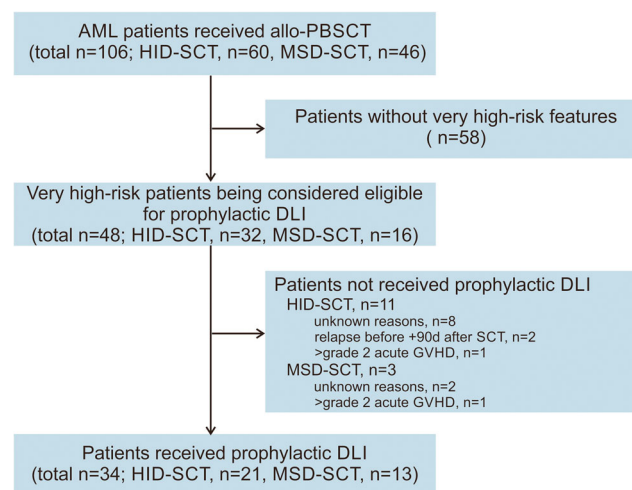 AML patients received allo-PBSCT
(total n=106; HID-SCT, n=60, MSD-SCT, n=46)
Patients without very high-risk features
( n=58)
Very high-risk patients being considered eligible
for prophylactic DLI
(total n=48; HID-SCT, n=32, MSD-SCT, n=16)
Patients not received prophylactic DLI
HID-SCT, n=11
unknown reasons, n=8
relapse before +90d after SCT, n=2
>grade 2 acute GVHD, n=1
MSD-SCT, n=3
unknown reasons, n=2
>grade 2 acute GVHD, n=1
Patients received prophylactic DLI
(total n=34; HID-SCT, n=21, MSD-SCT, n=13)